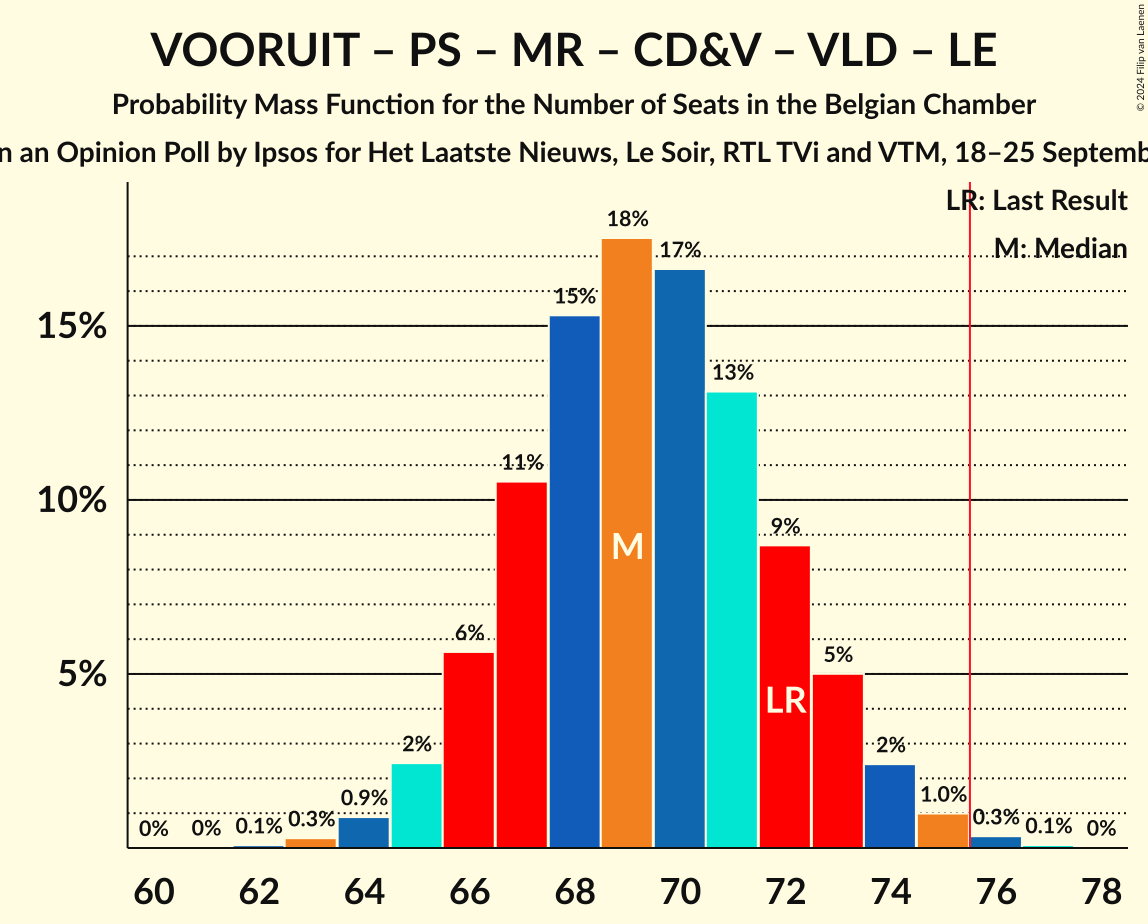 VOORUIT – PS – MR – CD&V – VLD – LE
Probability Mass Function for the Number of Seats in the Belgian Chamber
an Opinion Poll by Ipsos for Het Laatste Nieuws, Le Soir, RTL TVi and VTM, 18–25
© 2024 Filip van Laenen
LR: Last Result
M: Median
15%
10%
5%
0%
0%
0.1%
0.3%
0.9%
2%
6%
11%
15%
18%
17%
13%
9%
5%
2%
1.0%
0.3%
0.1%
0%
M
LR
60 62 64 66 68 70 72 74 76 78